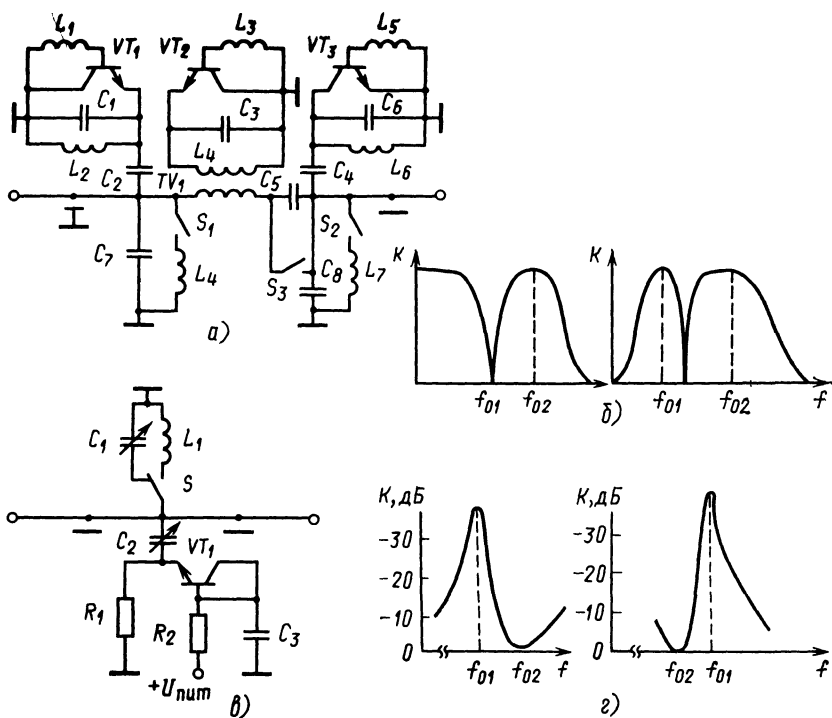 L1 VT1 VT2 L3 VT3 L5
C1 C3 C6
L2 C2 TV1 L4 C5 C4 L6
S1 S2
C7 L4 S3 C8 L7
а)
K K
f01 f02 f01 f02 f
б)
C1 L1
S
C2 VT1
R1 R2 C3
+Uпит
в)
K, дБ K, дБ
-30 -30
-20 -20
-10 -10
0 0
f01 f02 f f02 f01 f
г)